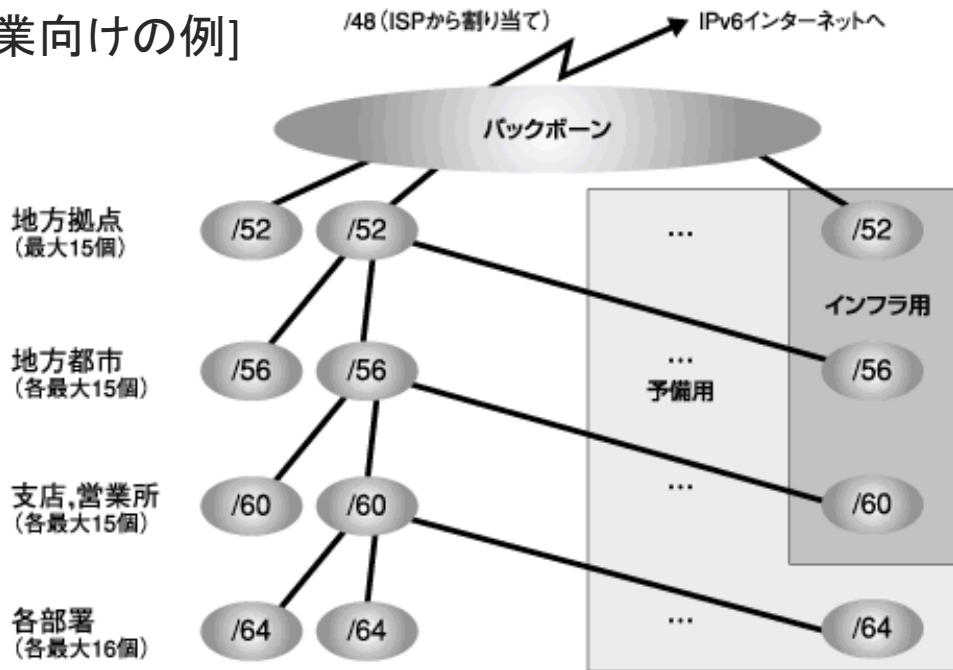 業向けの例]
/48(ISPから割り当て)
IPv6インターネットへ
バックボーン
地方拠点
(最大15個)
/52
/52
...
/52
インフラ用
地方都市
(各最大15個)
/56
/56
...
/56
予備用
支店,営業所
(各最大15個)
/60
/60
...
/60
各部署
(各最大16個)
/64
/64
...
/64